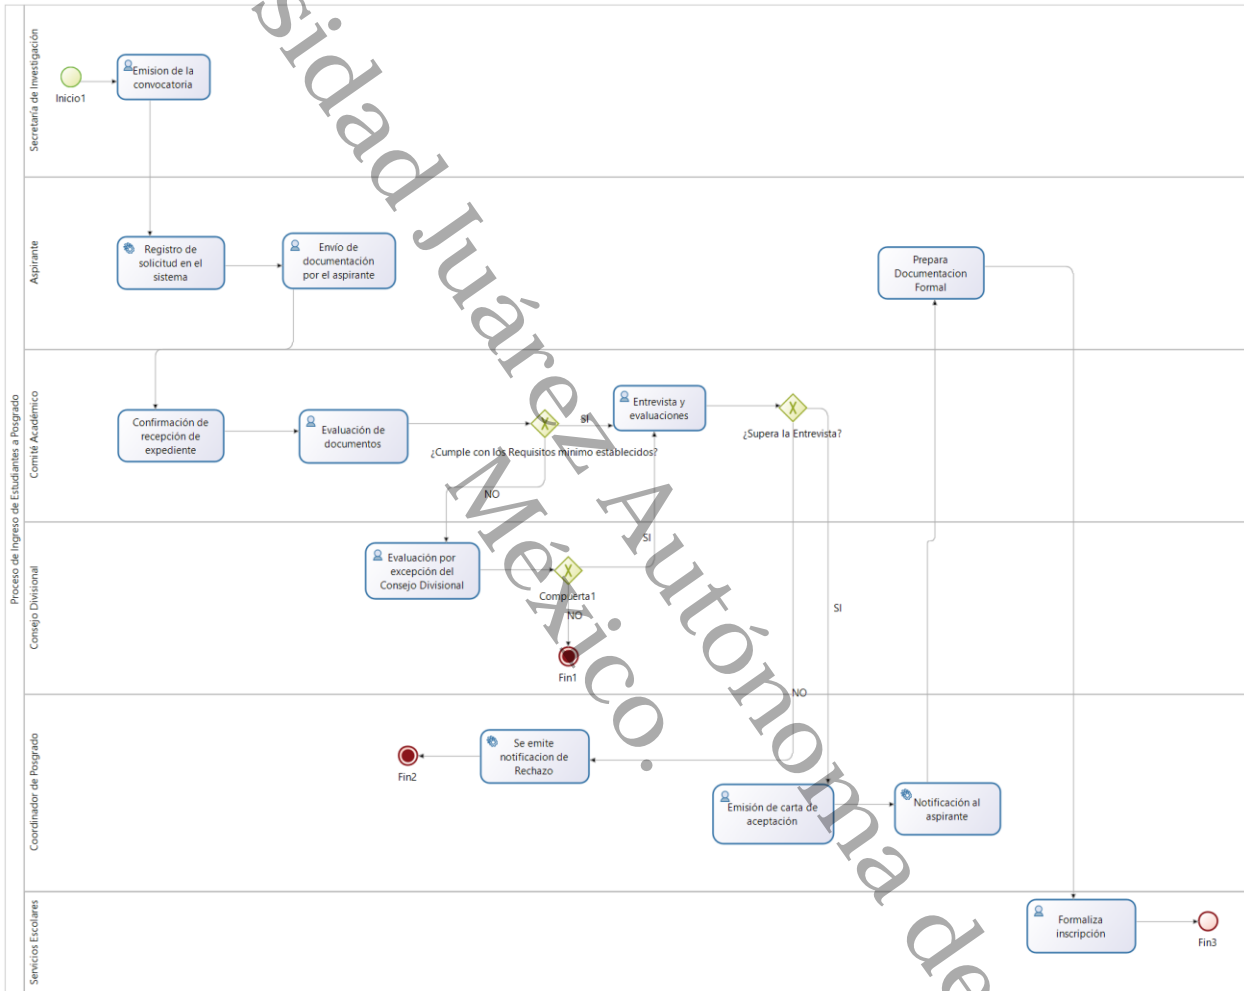 Proceso de Ingreso de Estudiantes a Posgrado
Secretaría de Investigación
Inicio1
Emision de la
convocatoria
Aspirante
Registro de
solicitud en el
sistema
Envío de
documentación
por el aspirante
Prepara
Documentacion
Formal
Comité Académico
Confirmación de
recepción de
expediente
Evaluación de
documentos
¿Cumple con los Requisitos minimo establecidos?
SI
NO
Entrevista y
evaluaciones
¿Supera la Entrevista?
SI
NO
Consejo Divisional
Evaluación por
excepción del
Consejo Divisional
Compuerta1
SI
NO
Fin1
Coordinador de Posgrado
Fin2
Se emite
notificacion de
Rechazo
Emisión de carta de
aceptación
Notificación al
aspirante
Servicios Escolares
Formaliza
inscripción
Fin3
Juárez Autónoma de
México.